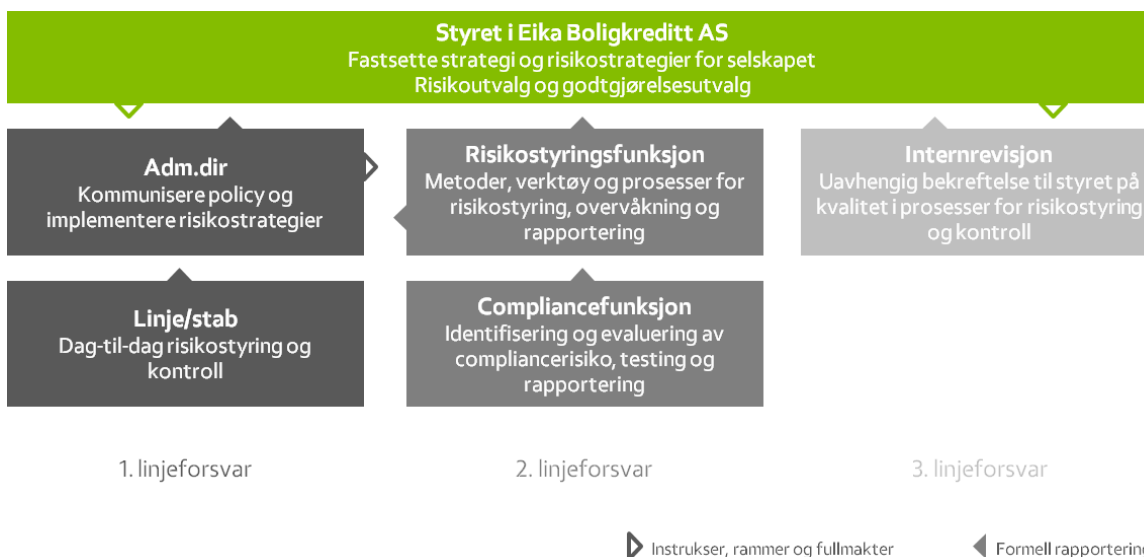 Styret i Eika Boligkreditt AS
Fastsette strategi og risikostrategier for selskapet
Risikoutvalg og godtgjørelsesutvalg
Adm.dir
Kommunisere policy og
implementere risikostrategier
Risikostyringsfunksjon
Metoder, verktøy og prosesser for
risikostyring, overvåkning og
rapportering
Internrevisjon
Uavhengig bekreftelse til styret på
kvalitet i prosesser for risikostyring
og kontroll
Linje/stab
Dag-til-dag risikostyring og
kontroll
Compliancefunksjon
Identifisering og evaluering av
compliancerisiko, testing og
rapportering
1. linjeforsvar
2. linjeforsvar
3. linjeforsvar
Instrukser, rammer og fullmakter
Formell rapportering